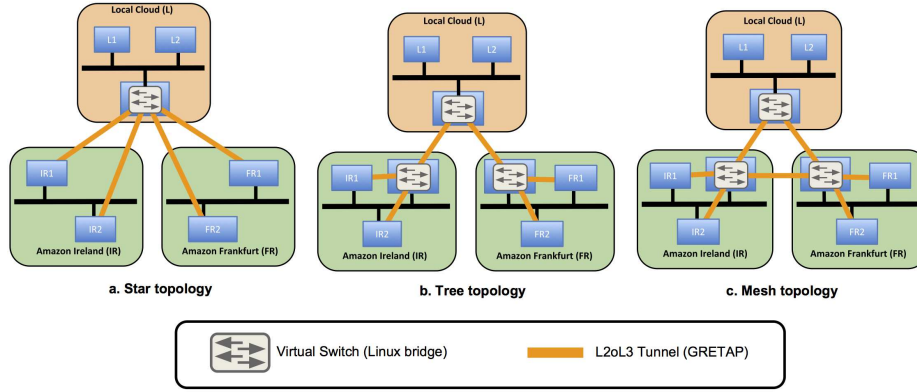 Local Cloud (L)
L1
L2
IR1
IR2
Amazon Ireland (IR)
FR1
FR2
Amazon Frankfurt (FR)
a. Star topology
Local Cloud (L)
L1
L2
IR1
IR2
Amazon Ireland (IR)
FR1
FR2
Amazon Frankfurt (FR)
b. Tree topology
Local Cloud (L)
L1
L2
IR1
IR2
Amazon Ireland (IR)
FR1
FR2
Amazon Frankfurt (FR)
c. Mesh topology
Virtual Switch (Linux bridge)
L2oL3 Tunnel (GRETAP)